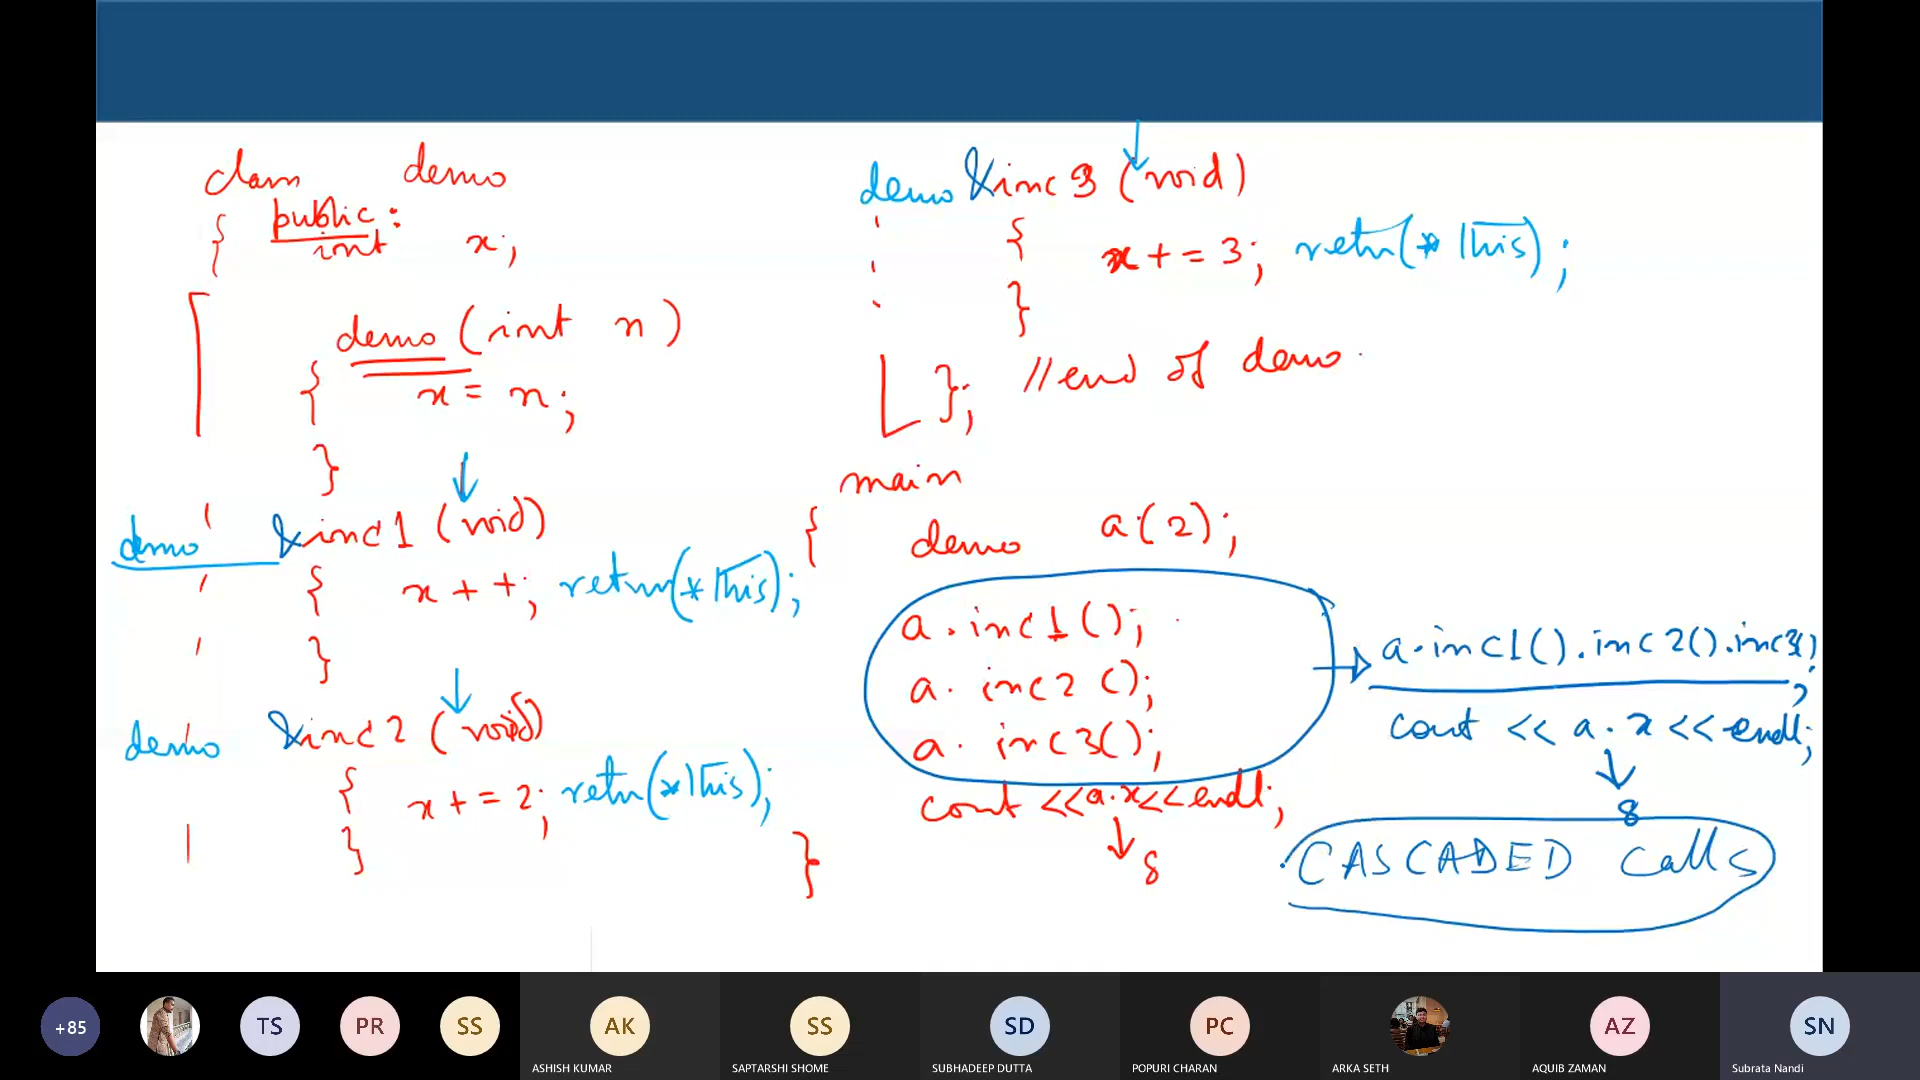 class demo
{ public:
int x;
demo (int n)
{ x = n;
}
demo &inc1 (void)
{ x++; return(*this);
}
demo &inc2 (void)
{ x += 2; retn(*this);
}
demo &inc3 (void)
{ x += 3; retn(*this);
}
}; //end of demo.
main
{ demo a(2);
a.inc1();
a.inc2();
a.inc3();
cout <<a.x<<endl;
8
}
a.inc1().inc2().inc3();
cout << a.x << endl;
8
CASCADED calls
+85
TS
PR
SS
AK
ASHISH KUMAR
SS
SAPTARSHI SHOME
SD
SUBHADEEP DUTTA
PC
POPURI CHARAN
ARKA SETH
AZ
AQUIB ZAMAN
SN
Subrata Nandi